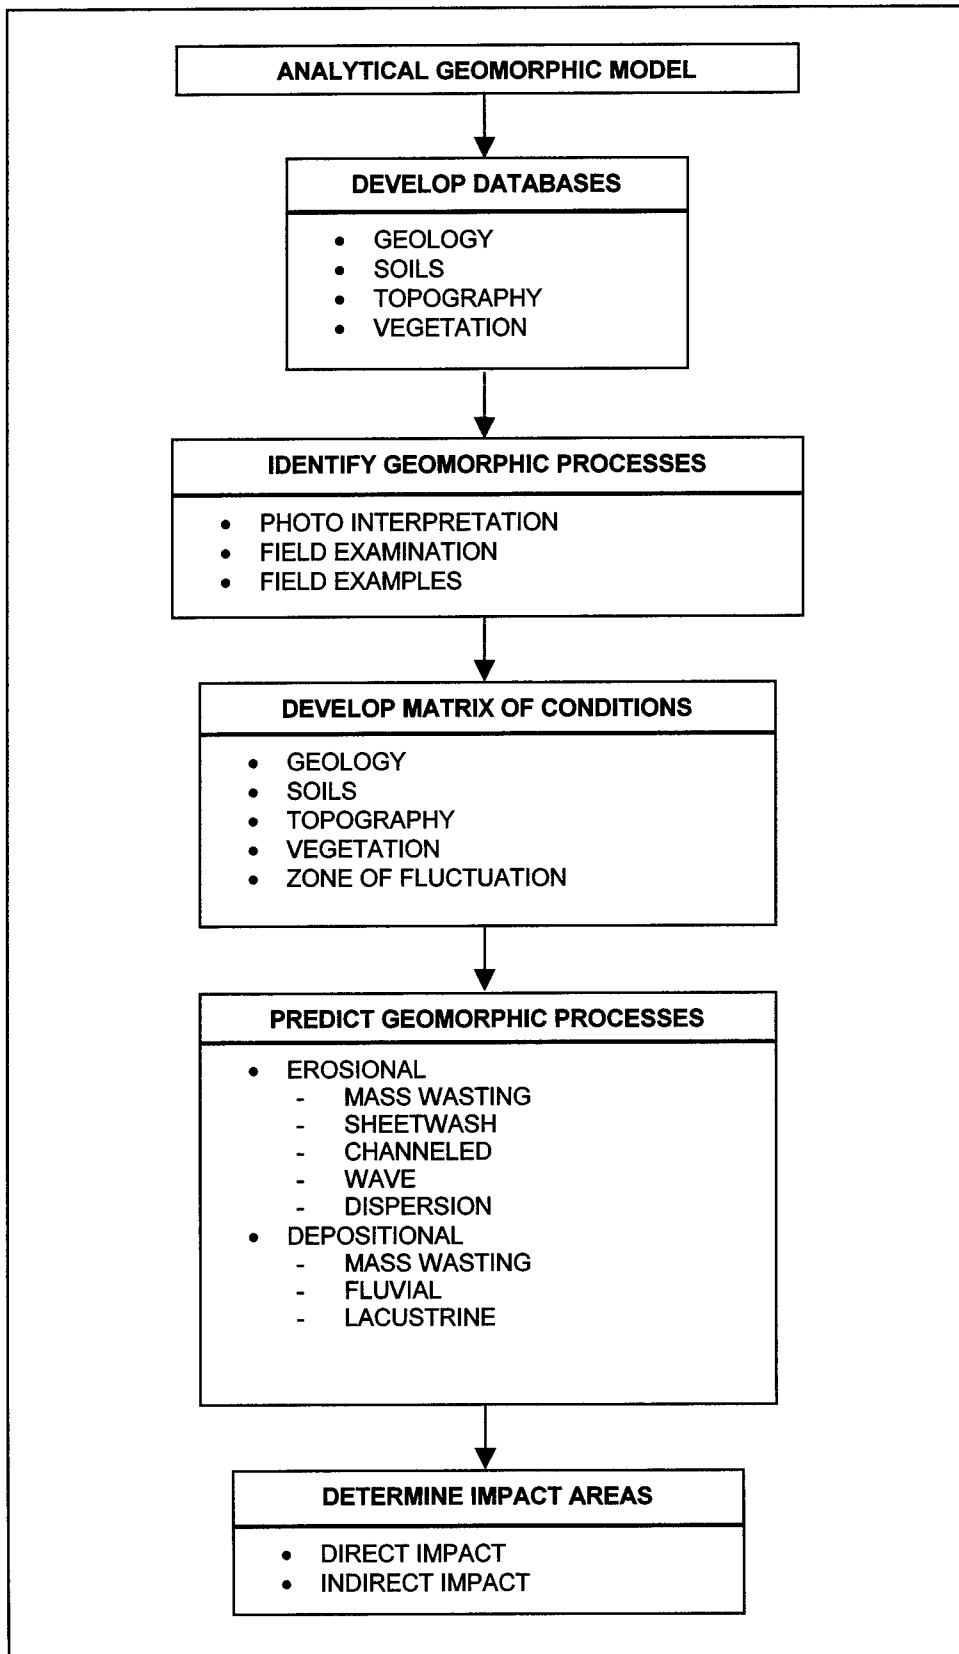 ANALYTICAL GEOMORPHIC MODEL
DEVELOP DATABASES
• GEOLOGY
• SOILS
• TOPOGRAPHY
• VEGETATION
IDENTIFY GEOMORPHIC PROCESSES
• PHOTO INTERPRETATION
• FIELD EXAMINATION
• FIELD EXAMPLES
DEVELOP MATRIX OF CONDITIONS
• GEOLOGY
• SOILS
• TOPOGRAPHY
• VEGETATION
• ZONE OF FLUCTUATION
PREDICT GEOMORPHIC PROCESSES
• EROSIONAL
- MASS WASTING
- SHEETWASH
- CHANNELED
- WAVE
- DISPERSION
• DEPOSITIONAL
- MASS WASTING
- FLUVIAL
- LACUSTRINE
DETERMINE IMPACT AREAS
• DIRECT IMPACT
• INDIRECT IMPACT